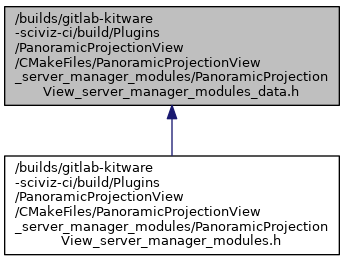 /builds/gitlab-kitware
-sciviz-ci/build/Plugins
/PanoramicProjectionView
/CMakeFiles/PanoramicProjectionView
_server_manager_modules/PanoramicProjection
View_server_manager_modules_data.h
/builds/gitlab-kitware
-sciviz-ci/build/Plugins
/PanoramicProjectionView
/CMakeFiles/PanoramicProjectionView
_server_manager_modules/PanoramicProjection
View_server_manager_modules.h